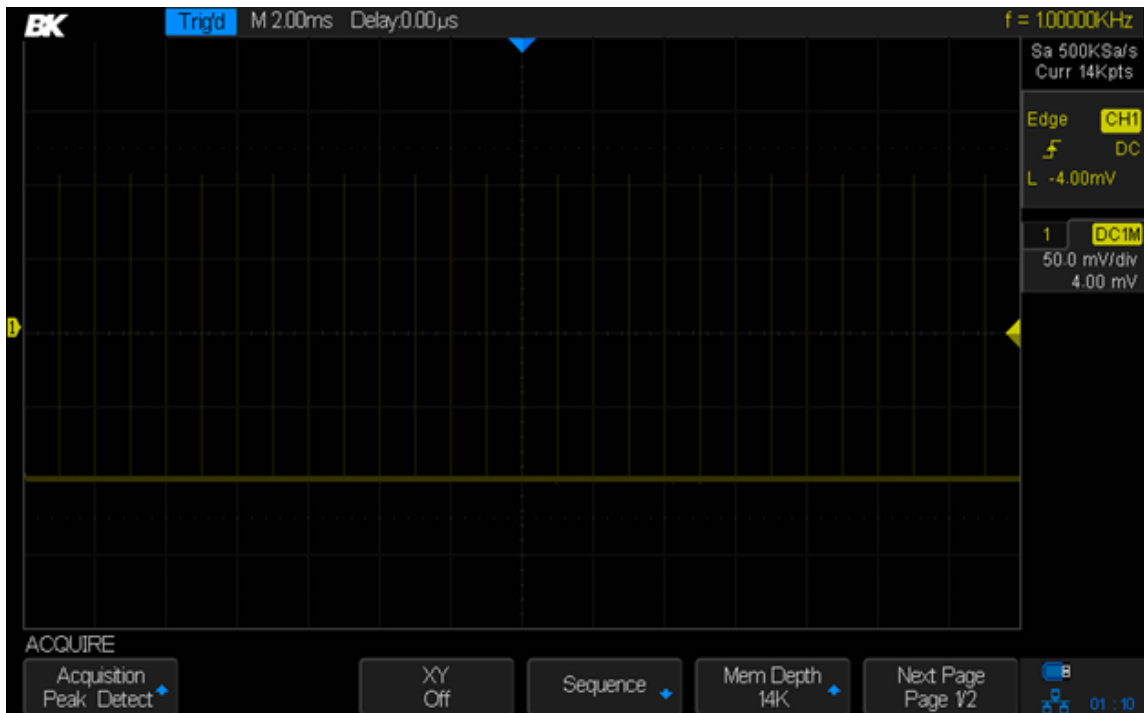 BK Trig'd M 2.00ms Delay:0.00µs f = 1.00000KHz
Sa 500KSa/s
Curr 14Kpts
Edge CH1
DC
L -4.00mV
1 DC1M
50.0 mV/div
4.00 mV
1
ACQUIRE
Acquisition
Peak Detect
XY
Off
Sequence
Mem Depth
14K
Next Page
Page 1/2
01 : 10